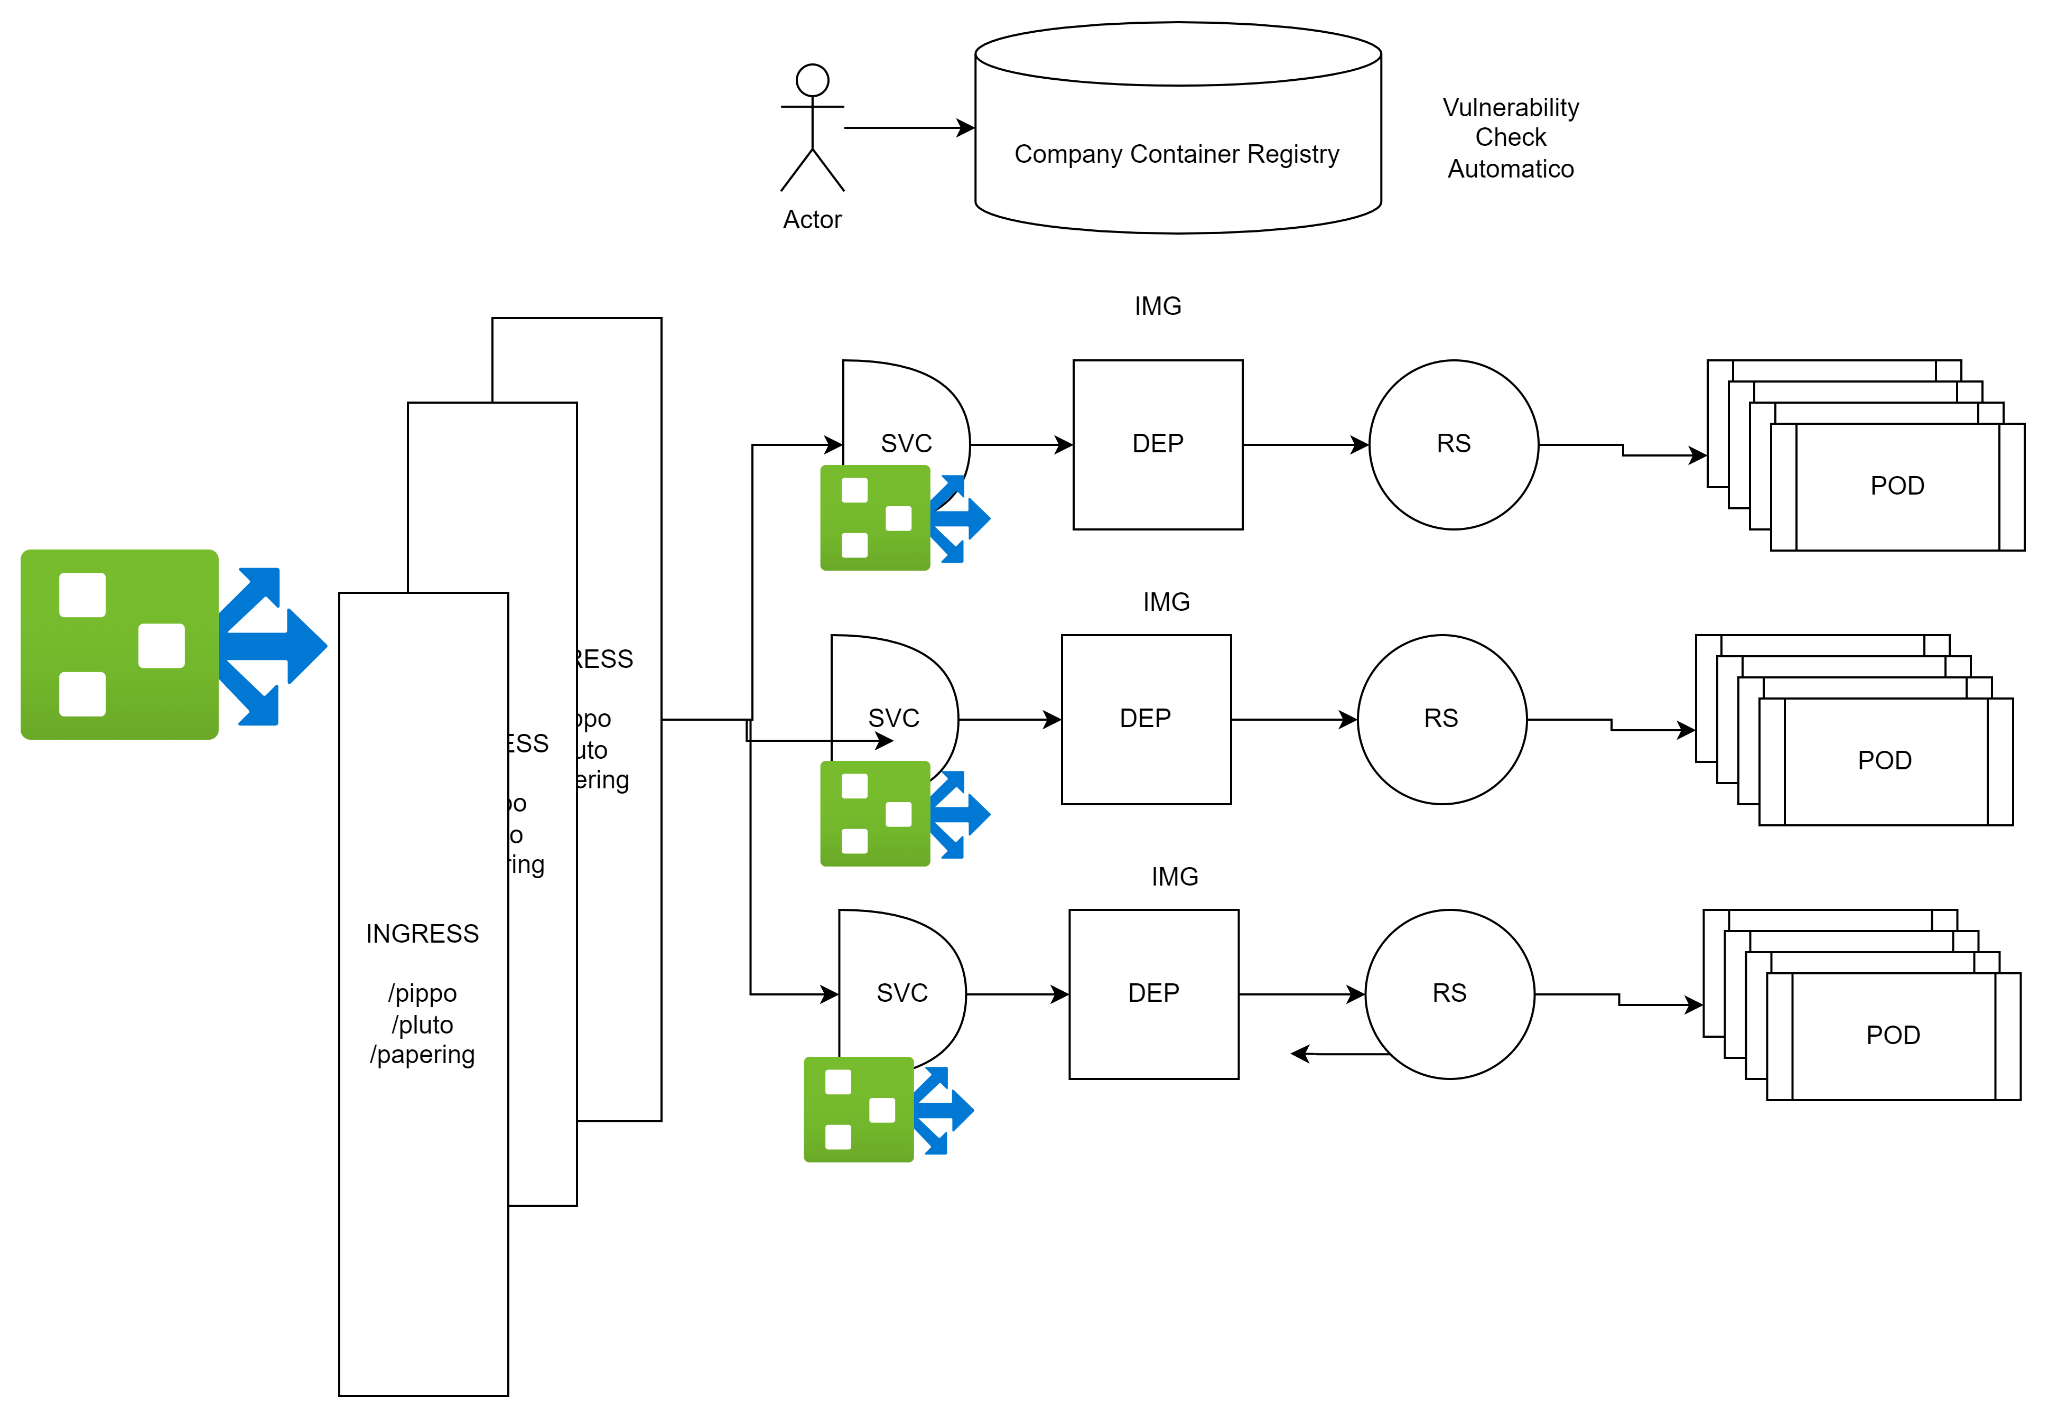 Company Container Registry
Vulnerability
Check
Automatico
Actor
IMG
SVC
DEP
RS
POD
IMG
SVC
DEP
RS
POD
IMG
SVC
DEP
RS
POD
INGRESS
/pippo
/pluto
/papering